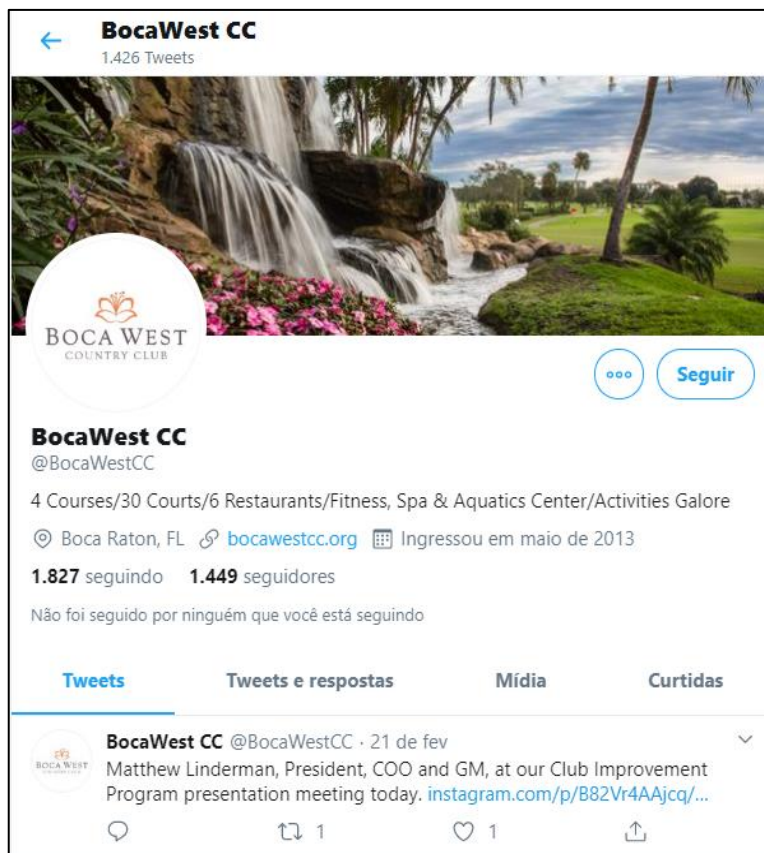 BocaWest CC
1.426 Tweets
BOCA WEST
COUNTRY CLUB
Seguir
BocaWest CC
@BocaWestCC
4 Courses/30 Courts/6 Restaurants/Fitness, Spa & Aquatics Center/Activities Galore
Boca Raton, FL bocawestcc.org Ingressou em maio de 2013
1.827 seguindo 1.449 seguidores
Não foi seguido por ninguém que você está seguindo
Tweets Tweets e respostas Mídia Curtidas
BocaWest CC @BocaWestCC · 21 de fev
BOCA WEST
COUNTRY CLUB
Matthew Linderman, President, COO and GM, at our Club Improvement
Program presentation meeting today. instagram.com/p/B82Vr4AAjcq/...
1 1